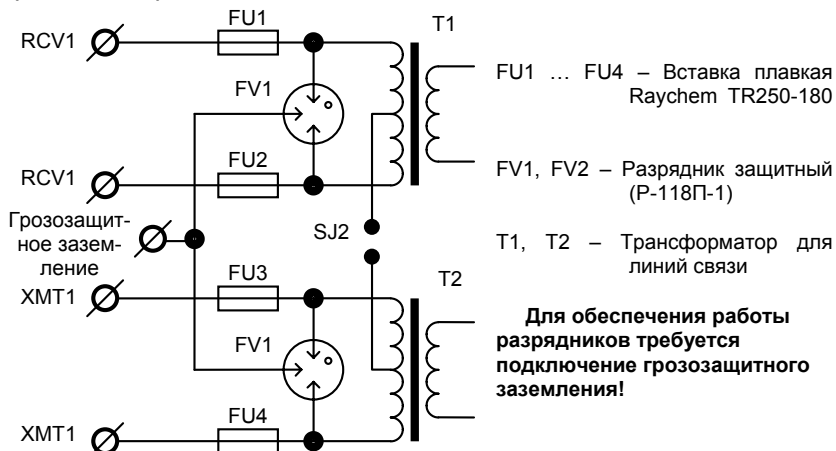 FU1
T1
RCV1
FV1
FU2
RCV1
Грозозащит-
ное зазем-
ление
SJ2
FU3
T2
XMT1
FV1
FU4
XMT1
FU1 … FU4 – Вставка плавкая
Raychem TR250-180
FV1, FV2 – Разрядник защитный
(Р-118П-1)
T1, T2 – Трансформатор для
линий связи
Для обеспечения работы
разрядников требуется
подключение грозозащитного
заземления!